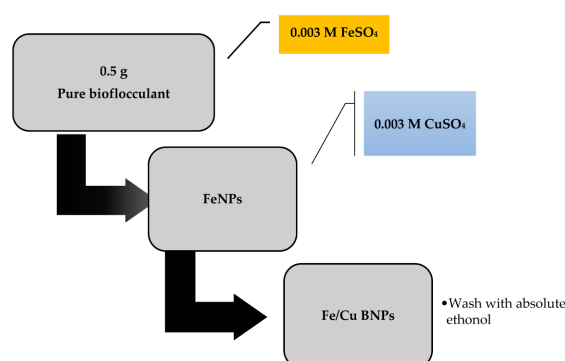 0.003 M FeSO₄
0.5 g
Pure bioflocculant
0.003 M CuSO₄
FeNPs
Fe/Cu BNPs
•Wash with absolute
ethonol